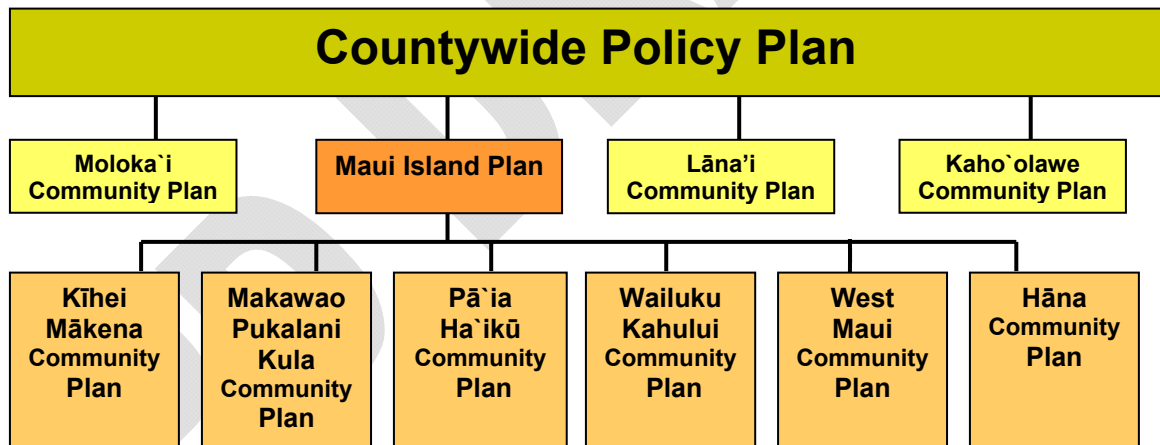 Countywide Policy Plan
Moloka`i
Community Plan
Maui Island Plan
Lāna’i
Community Plan
Kaho`olawe
Community Plan
Kīhei
Mākena
Community
Plan
Makawao
Pukalani
Kula
Community
Plan
Pā`ia
Ha`ikū
Community
Plan
Wailuku
Kahului
Community
Plan
West
Maui
Community
Plan
Hāna
Community
Plan